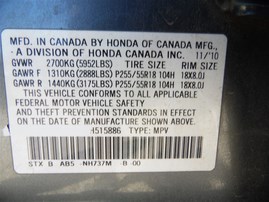 MFD. IN CANADA BY HONDA OF CANADA MFG.,
A DIVISION OF HONDA CANADA INC. 11/'10
GVWR 2700KG(5952LBS) TIRE SIZE RIM SIZE
GAWR F 1310KG(2888LBS) P255/55R18 104H 18X8.0J
GAWR R 1440KG(3175LBS) P255/55R18 104H 18X8.0J
THIS VEHICLE CONFORMS TO ALL APPLICABLE
FEDERAL MOTOR VEHICLE SAFETY
AND THEFT PREVENTION STANDARDS IN EFFECT
ON THE DATE OF MANUFACTURE SHOWN ABOVE.
H515886 TYPE: MPV
STX B ABS -NH737M B 00